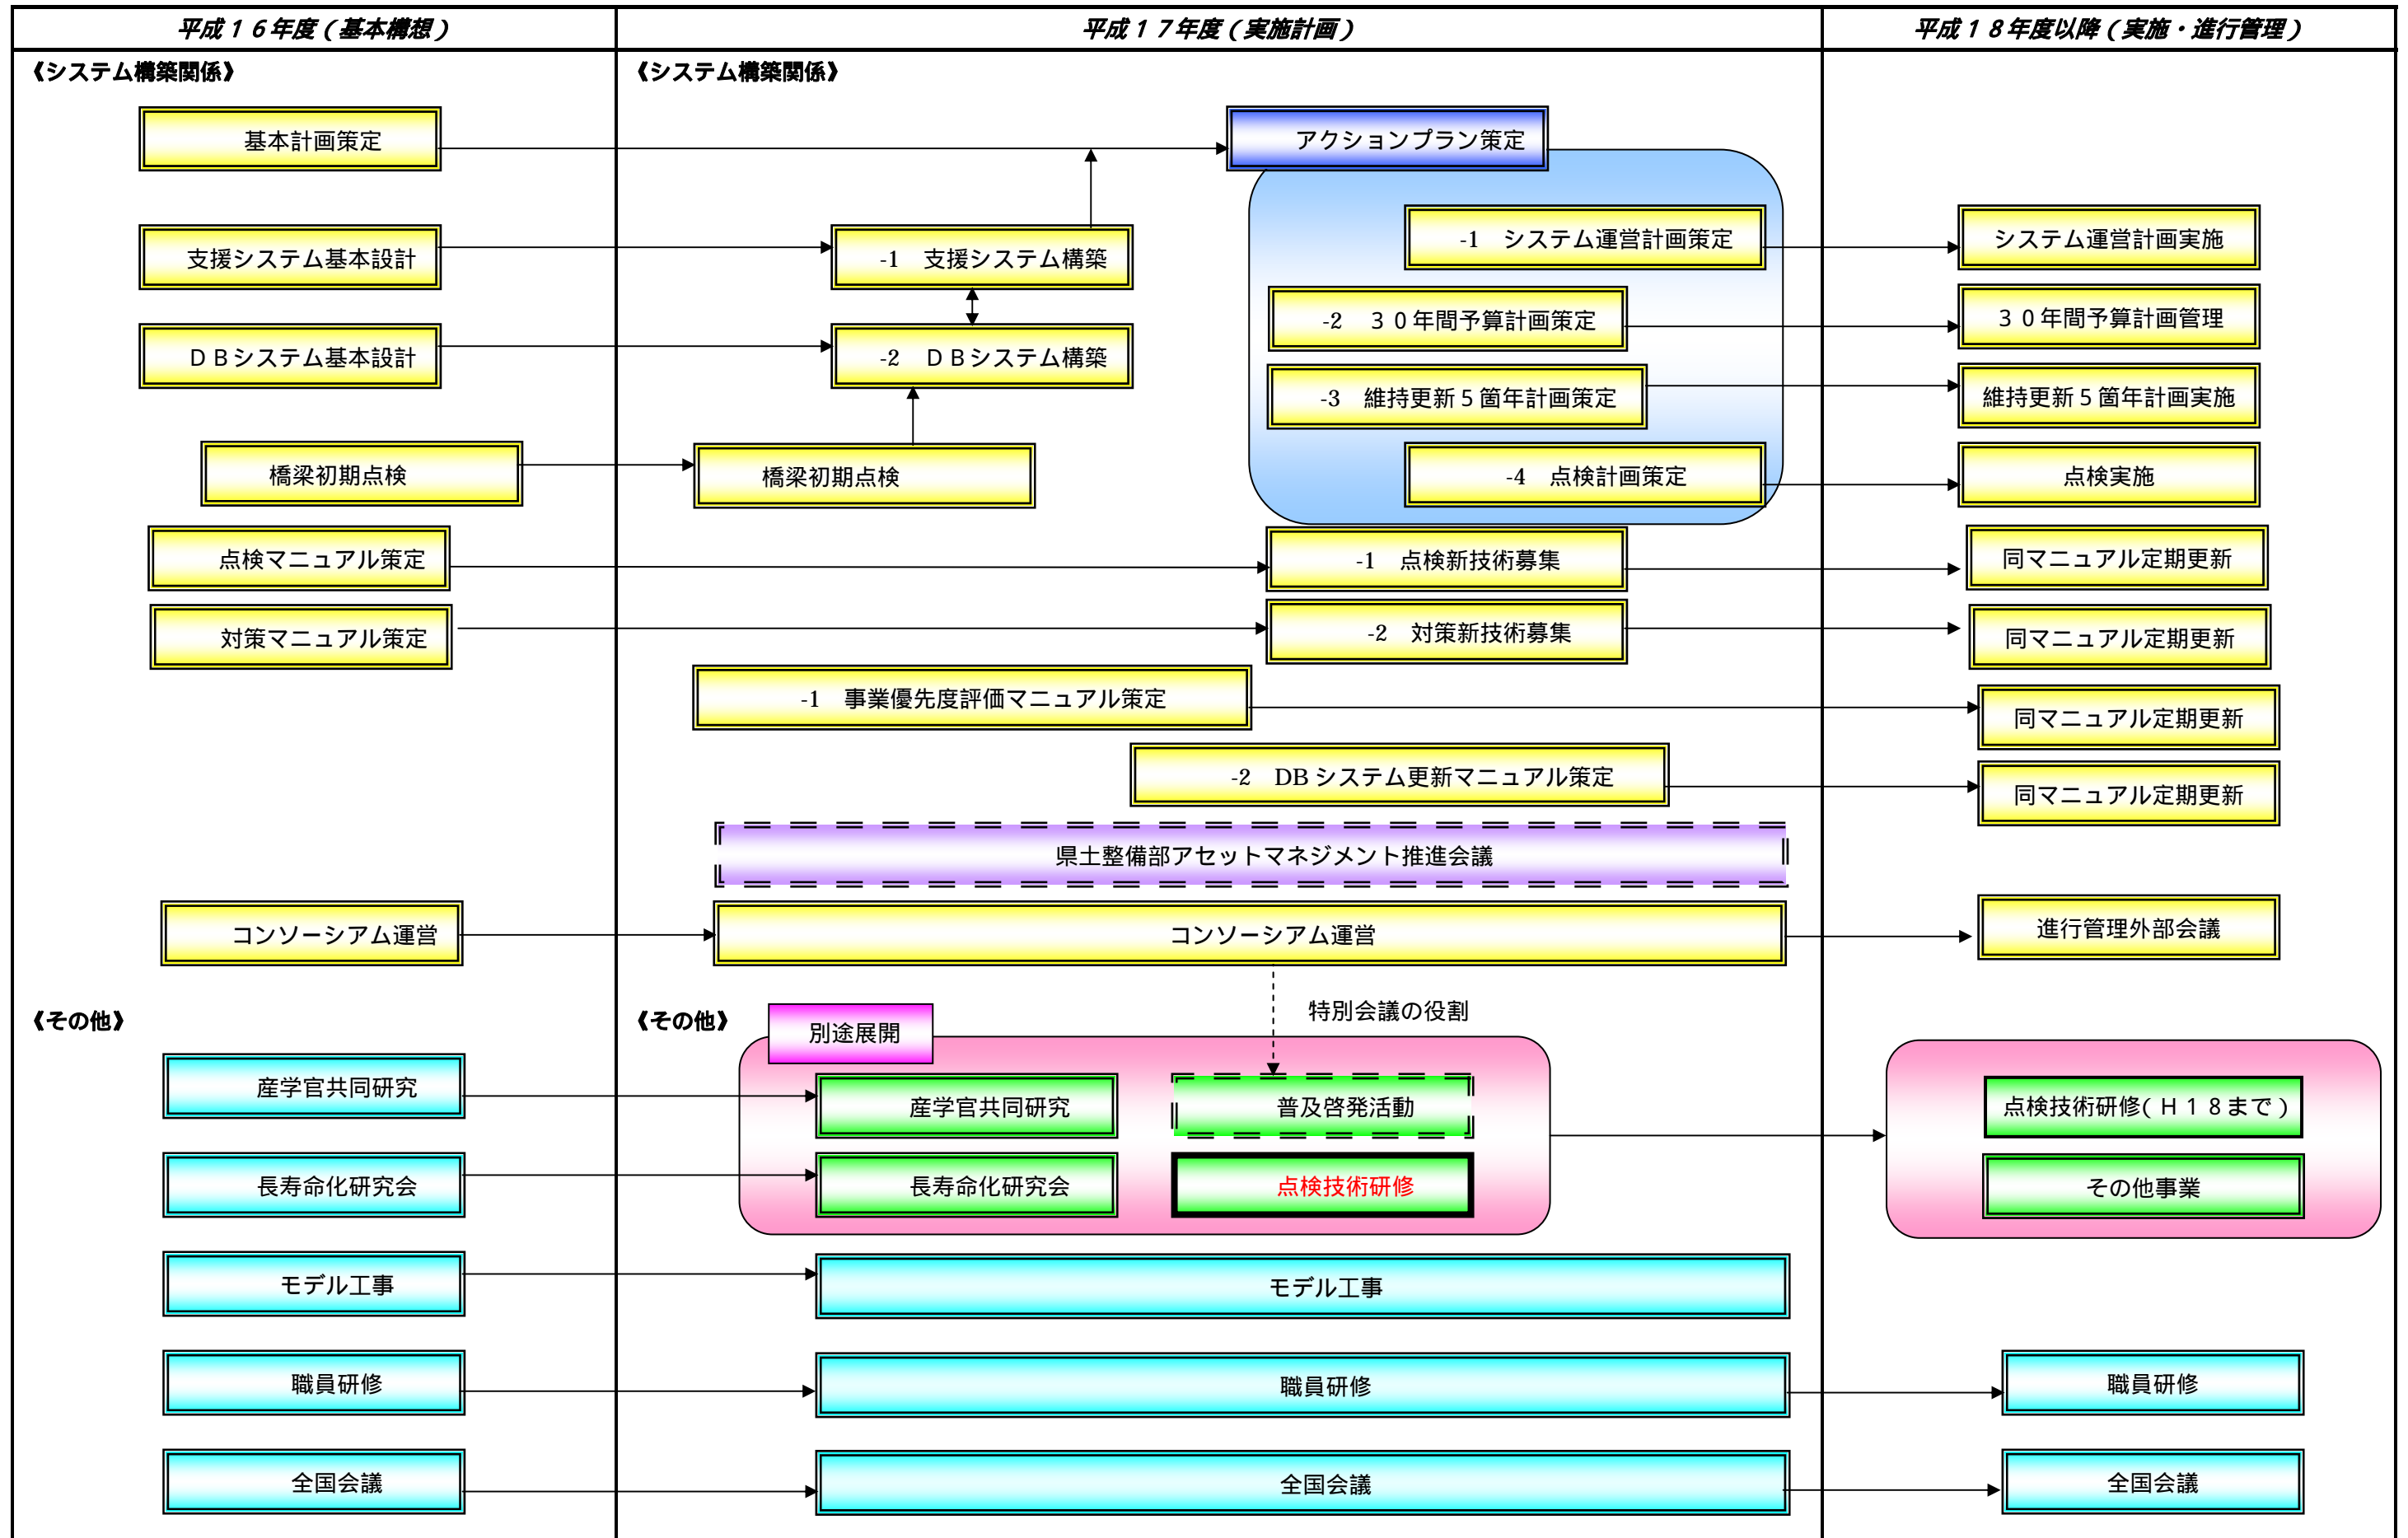 平成１６年度（基本構想）
平成１７年度（実施計画）
平成１８年度以降（実施・進行管理）
《システム構築関係》
《システム構築関係》
基本計画策定
アクションプラン策定
支援システム基本設計
-1　支援システム構築
-1　システム運営計画策定
システム運営計画実施
-2　３０年間予算計画策定
３０年間予算計画管理
ＤＢシステム基本設計
-2　ＤＢシステム構築
-3　維持更新５箇年計画策定
維持更新５箇年計画実施
橋梁初期点検
橋梁初期点検
-4　点検計画策定
点検実施
点検マニュアル策定
-1　点検新技術募集
同マニュアル定期更新
対策マニュアル策定
-2　対策新技術募集
同マニュアル定期更新
-1　事業優先度評価マニュアル策定
同マニュアル定期更新
-2　DBシステム更新マニュアル策定
同マニュアル定期更新
県土整備部アセットマネジメント推進会議
コンソーシアム運営
コンソーシアム運営
進行管理外部会議
特別会議の役割
《その他》
《その他》
別途展開
産学官共同研究
産学官共同研究
普及啓発活動
点検技術研修(Ｈ１８まで)
長寿命化研究会
長寿命化研究会
点検技術研修
その他事業
モデル工事
モデル工事
職員研修
職員研修
職員研修
全国会議
全国会議
全国会議